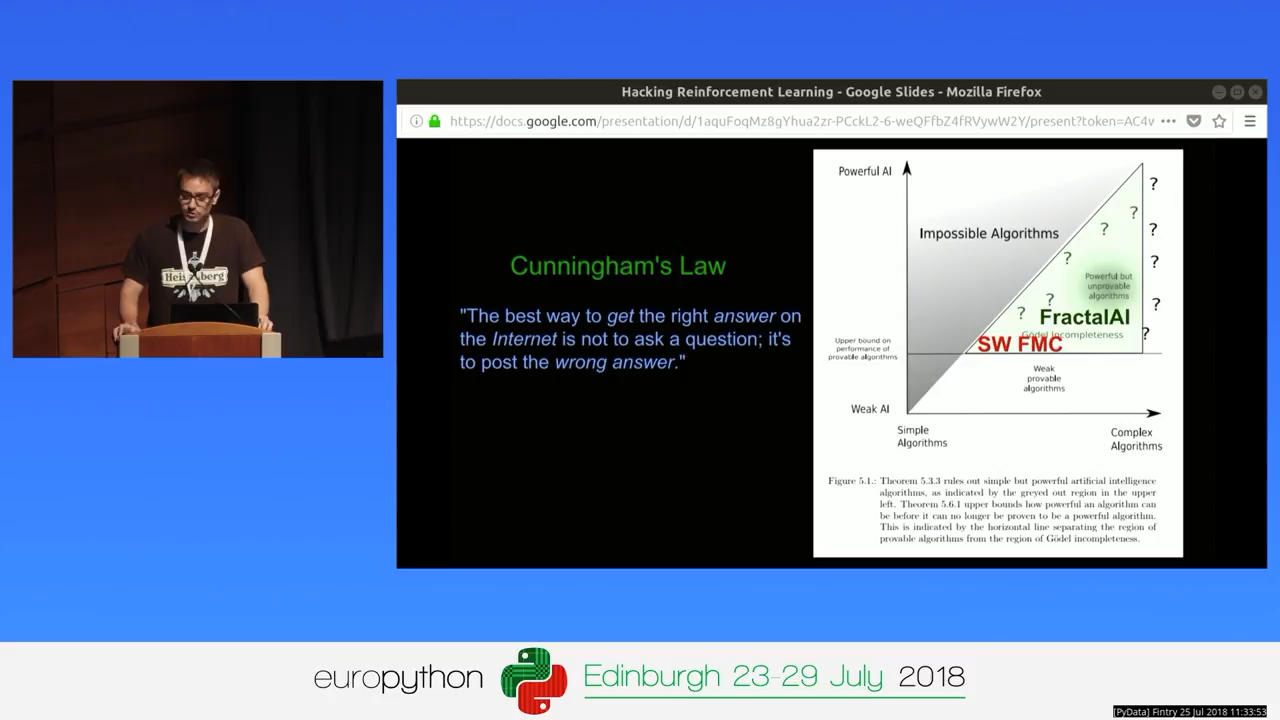 Hacking Reinforcement Learning - Google Slides - Mozilla Firefox
https://docs.google.com/presentation/d/1aquFoqMz8gYhua2zr-PCckL2-6-weQFfbZ4fRVywW2Y/present?token=AC4v
Heisenberg
Cunningham's Law
"The best way to get the right answer on
the Internet is not to ask a question; it's
to post the wrong answer."
Powerful AI
?
?
Impossible Algorithms
?
?
?
?
Powerful but
unprovable
algorithms
?
?
?
FractalAI
Gödel incompleteness
?
SW FMC
Upper bound on
performance of
provable algorithms
Weak
provable
algorithms
Weak AI
Simple
Algorithms
Complex
Algorithms
Figure 5.1.: Theorem 5.3.3 rules out simple but powerful artificial intelligence
algorithms, as indicated by the greyed out region in the upper
left. Theorem 5.6.1 upper bounds how powerful an algorithm can
be before it can no longer be proven to be a powerful algorithm.
This is indicated by the horizontal line separating the region of
provable algorithms from the region of Gödel incompleteness.
europython
Edinburgh 23-29 July 2018
[PyData] Fintry 25 Jul 2018 11:33:53